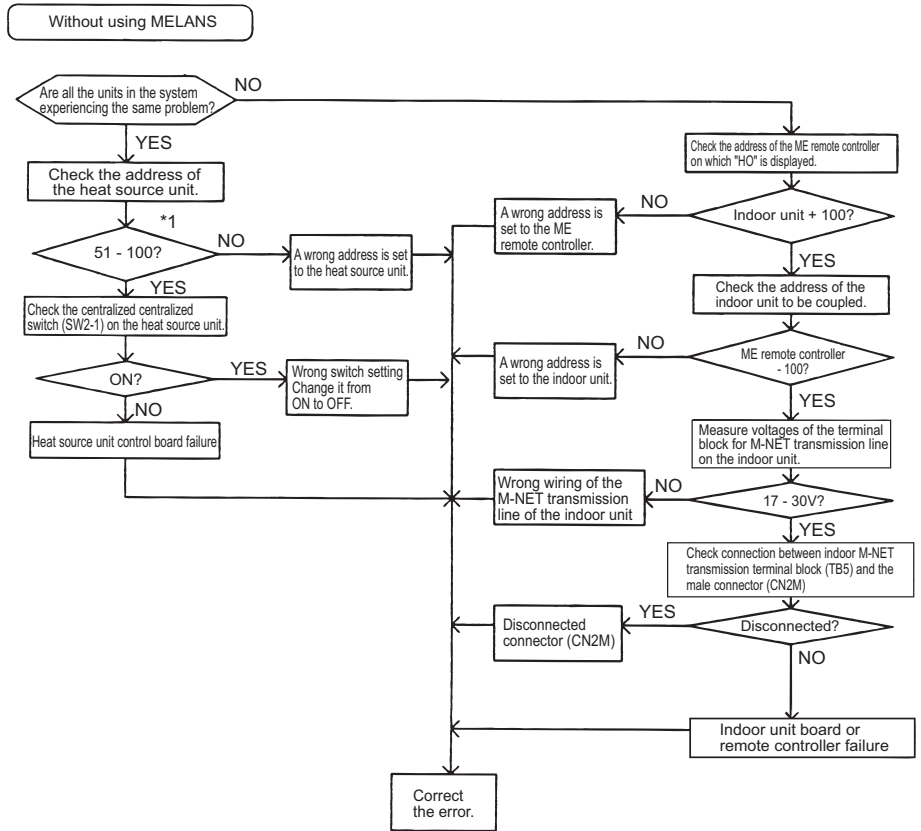 Without using MELANS
Are all the units in the system
experiencing the same problem?
NO
YES
Check the address of
the heat source unit.
*1
51 - 100?
NO
A wrong address is set
to the heat source unit.
YES
Check the centralized centralized
switch (SW2-1) on the heat source unit.
ON?
YES
Wrong switch setting
Change it from
ON to OFF.
NO
Heat source unit control board failure
Check the address of the ME remote controller
on which "HO" is displayed.
Indoor unit + 100?
NO
A wrong address is
set to the ME
remote controller.
YES
Check the address of the
indoor unit to be coupled.
ME remote controller
- 100?
NO
A wrong address is
set to the indoor unit.
YES
Measure voltages of the terminal
block for M-NET transmission line
on the indoor unit.
17 - 30V?
NO
Wrong wiring of the
M-NET transmission
line of the indoor unit
YES
Check connection between indoor M-NET
transmission terminal block (TB5) and the
male connector (CN2M)
Disconnected?
YES
Disconnected
connector (CN2M)
NO
Indoor unit board or
remote controller failure
Correct
the error.